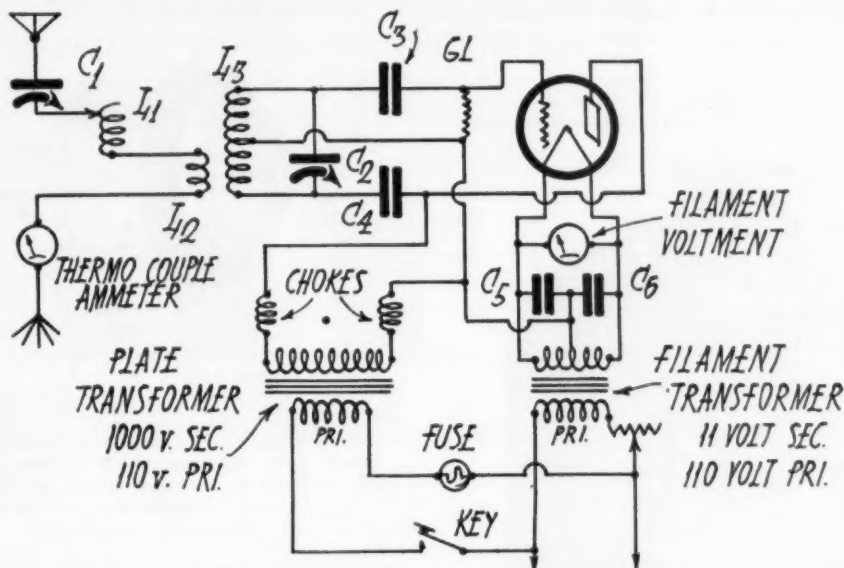 C1
L1
L3
C3
GL
C2
C4
L2
THERMO COUPLE
AMMETER
FILAMENT
VOLTMENT
C5
C6
CHOKES
PLATE
TRANSFORMER
1000 V. SEC.
110 V. PRI.
PRI.
FUSE
KEY
PRI.
FILAMENT
TRANSFORMER
11 VOLT SEC.
110 VOLT PRI.